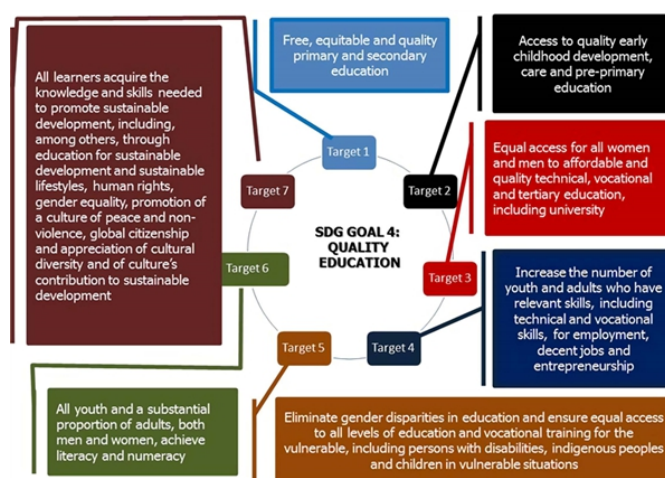 All learners acquire the
knowledge and skills needed
to promote sustainable
development, including,
among others, through
education for sustainable
development and sustainable
lifestyles, human rights,
gender equality, promotion of
a culture of peace and non-
violence, global citizenship
and appreciation of cultural
diversity and of culture's
contribution to sustainable
development
Free, equitable and quality
primary and secondary
education
Access to quality early
childhood development,
care and pre-primary
education
Target 1
Target 2
Target 3
Target 4
Target 5
Target 6
Target 7
SDG GOAL 4:
QUALITY
EDUCATION
Equal access for all women
and men to affordable and
quality technical, vocational
and tertiary education,
including university
Increase the number of
youth and adults who have
relevant skills, including
technical and vocational
skills, for employment,
decent jobs and
entrepreneurship
All youth and a substantial
proportion of adults, both
men and women, achieve
literacy and numeracy
Eliminate gender disparities in education and ensure equal access
to all levels of education and vocational training for the
vulnerable, including persons with disabilities, indigenous peoples
and children in vulnerable situations